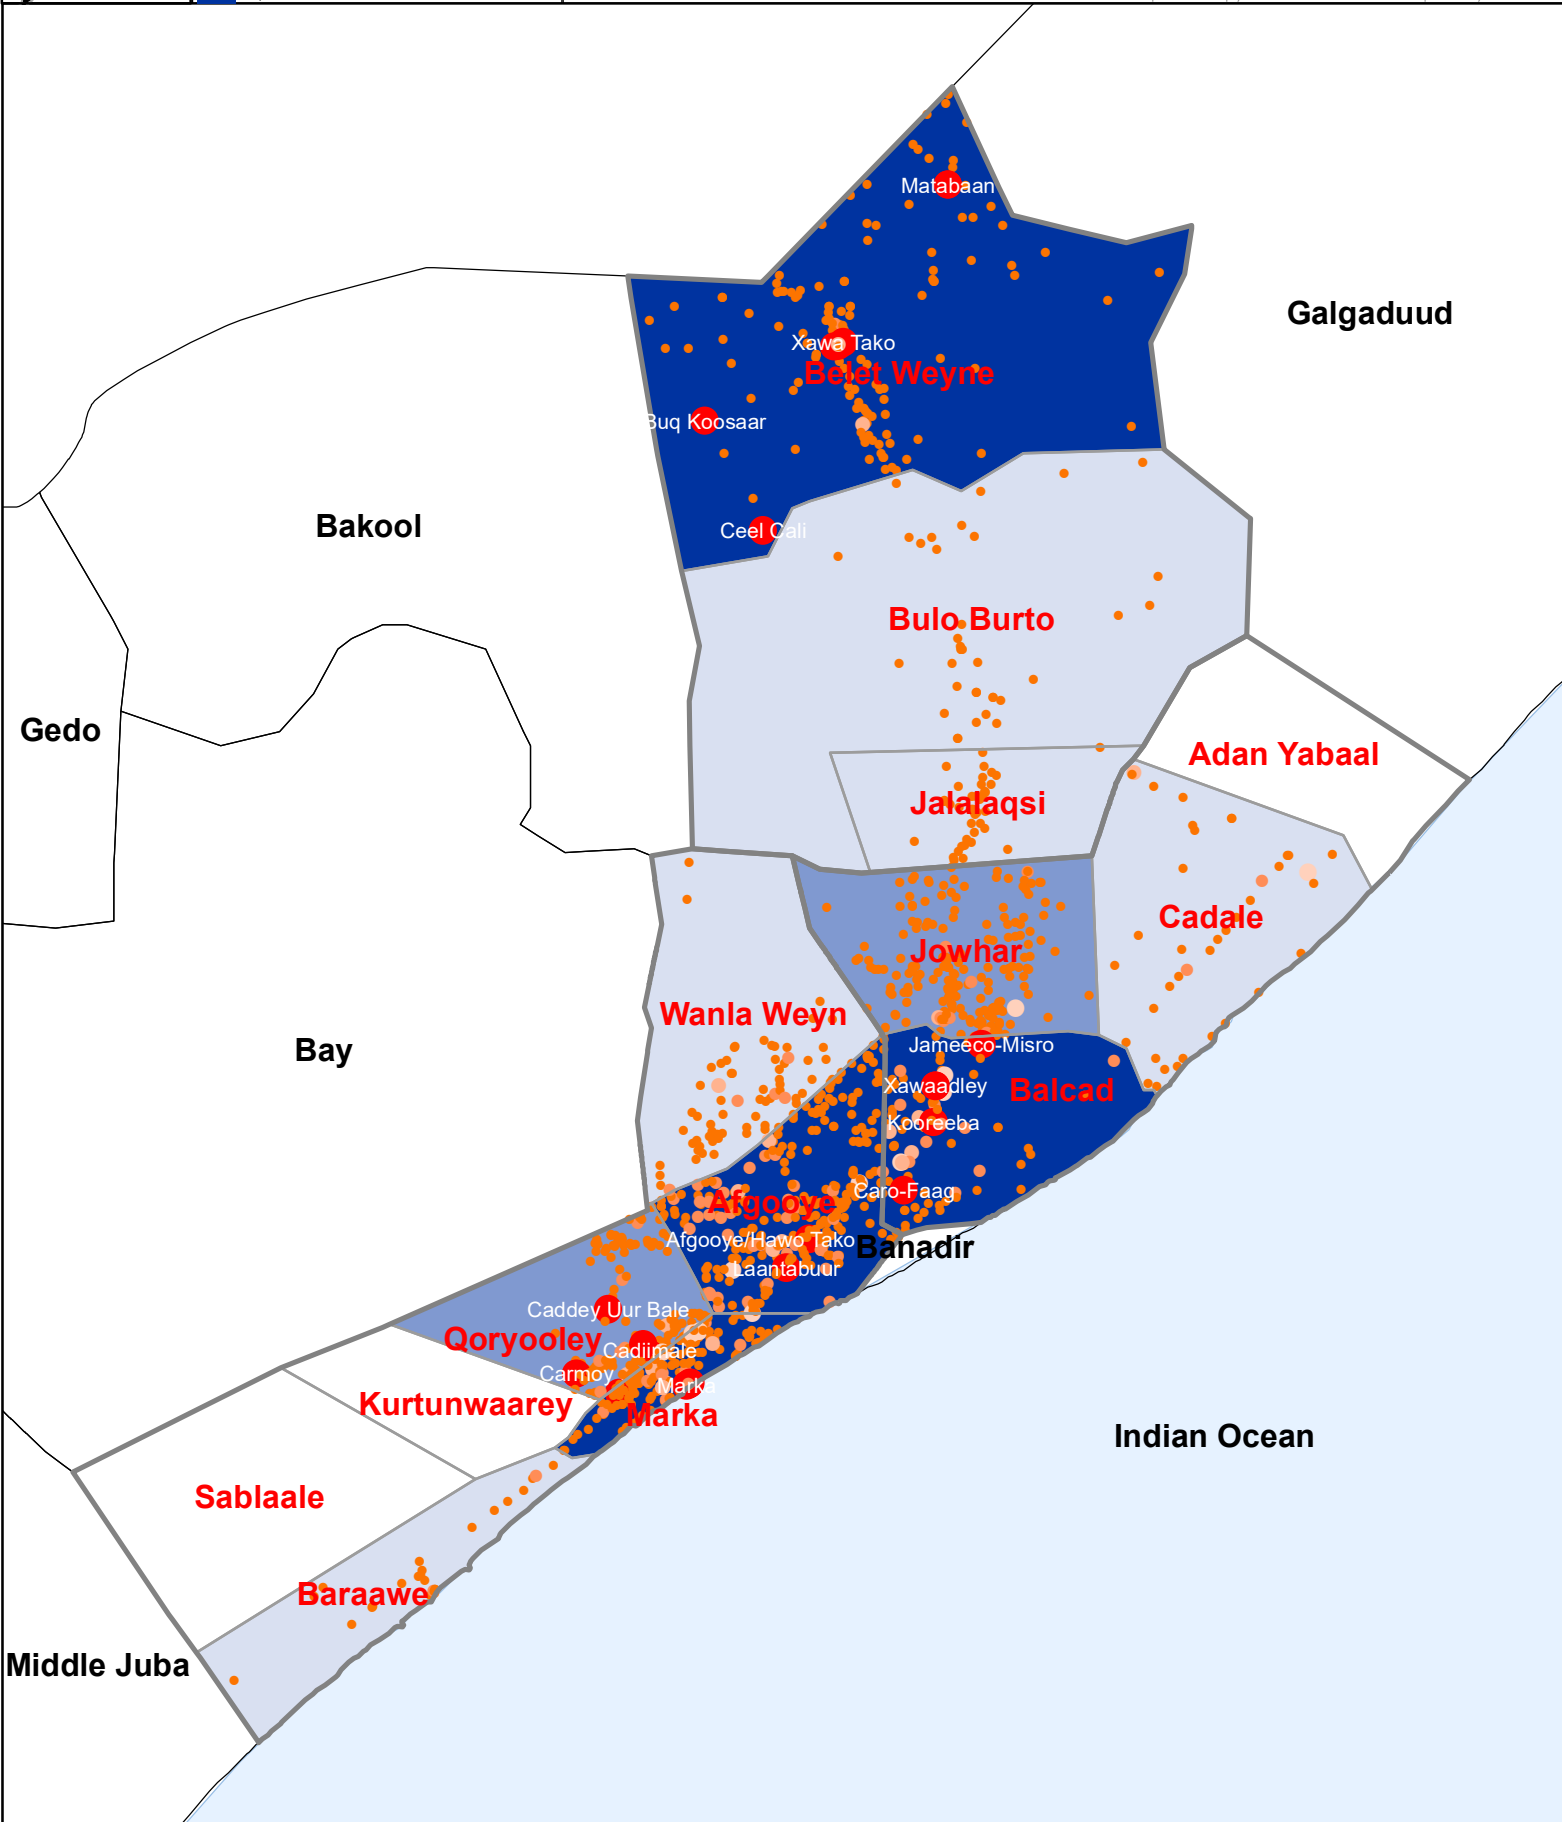 Matabaan
Galgaduud
Xawa Tako
Belet Weyne
Buq Koosaar
Bakool
Ceel Cali
Bulo Burto
Gedo
Adan Yabaal
Jalalaqsi
Cadale
Jowhar
Wanla Weyn
Bay
Jameeco-Misro
Xawaadley
Balcad
Kooreeba
Caro-Faag
Afgooye
Afgooye/Hawo Tako
Banadir
Laantabuur
Caddey Uur Bale
Qoryooley
Cadiimale
Carmoy
Marka
Kurtunwaarey
Marka
Indian Ocean
Sablaale
Baraawe
Middle Juba